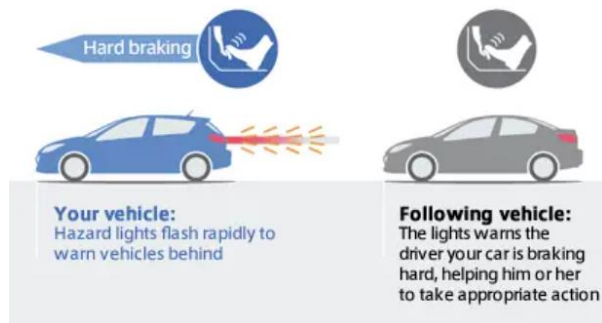 Hard braking
Your vehicle:
Hazard lights flash rapidly to
warn vehicles behind
Following vehicle:
The lights warns the
driver your car is braking
hard, helping him or her
to take appropriate action